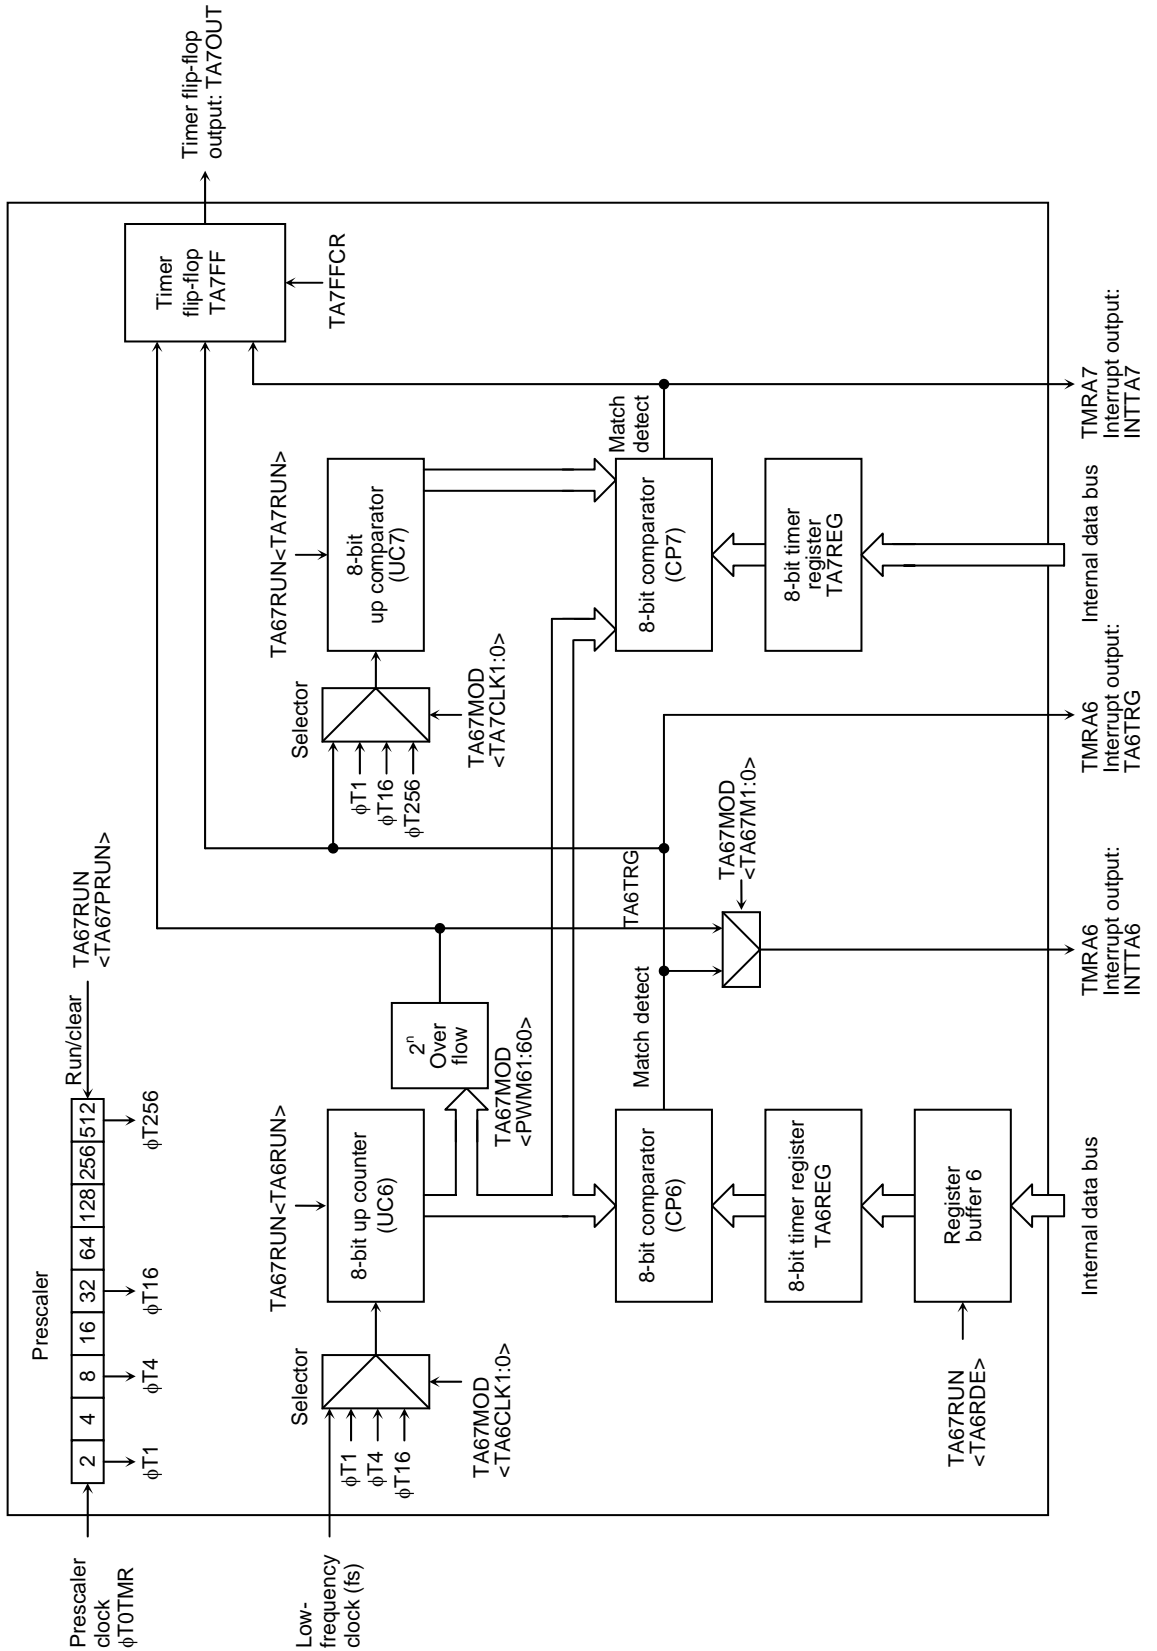 Prescaler
Prescaler
clock
ϕT0TMR
2 4 8 16 32 64 128 256 512
Run/clear
TA67RUN
<TA67PRUN>
ϕT1
ϕT4
ϕT16
ϕT256
Low-
frequency
clock (fs)
Selector
ϕT1
ϕT4
ϕT16
TA67MOD
<TA6CLK1:0>
TA67RUN<TA6RUN>
8-bit up counter
(UC6)
2ⁿ
Over
flow
TA67MOD
<PWM61:60>
8-bit comparator
(CP6)
Match detect
TA6TRG
8-bit timer register
TA6REG
Register
buffer 6
TA67RUN
<TA6RDE>
Internal data bus
TA67MOD
<TA67M1:0>
TMRA6
Interrupt output:
INTTA6
TMRA6
Interrupt output:
TA6TRG
Selector
ϕT1
ϕT16
ϕT256
TA67MOD
<TA7CLK1:0>
TA67RUN<TA7RUN>
8-bit
up comparator
(UC7)
8-bit comparator
(CP7)
Match
detect
8-bit timer
register
TA7REG
Internal data bus
TMRA7
Interrupt output:
INTTA7
Timer
flip-flop
TA7FF
TA7FFCR
Timer flip-flop
output: TA7OUT